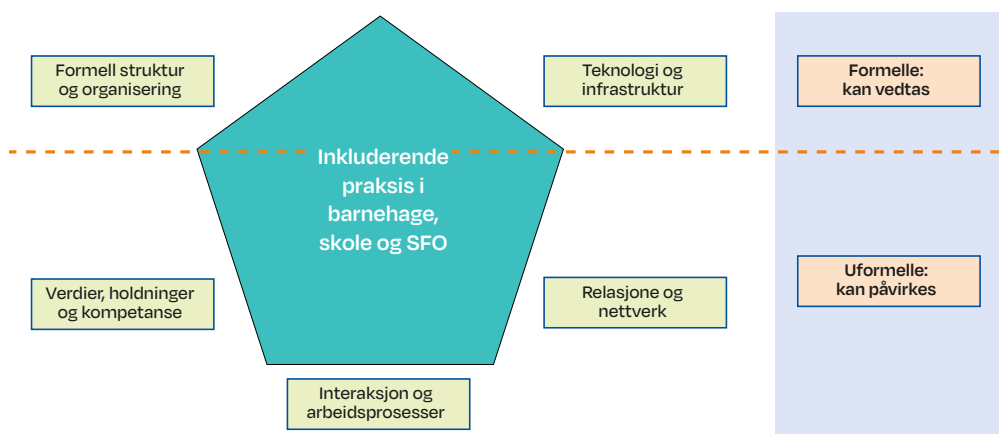 Formell struktur
og organisering
Teknologi og
infrastruktur
Formelle:
kan vedtas
Inkluderende
praksis i
barnehage,
skole og SFO
Verdier, holdninger
og kompetanse
Relasjone og
nettverk
Uformelle:
kan påvirkes
Interaksjon og
arbeidsprosesser